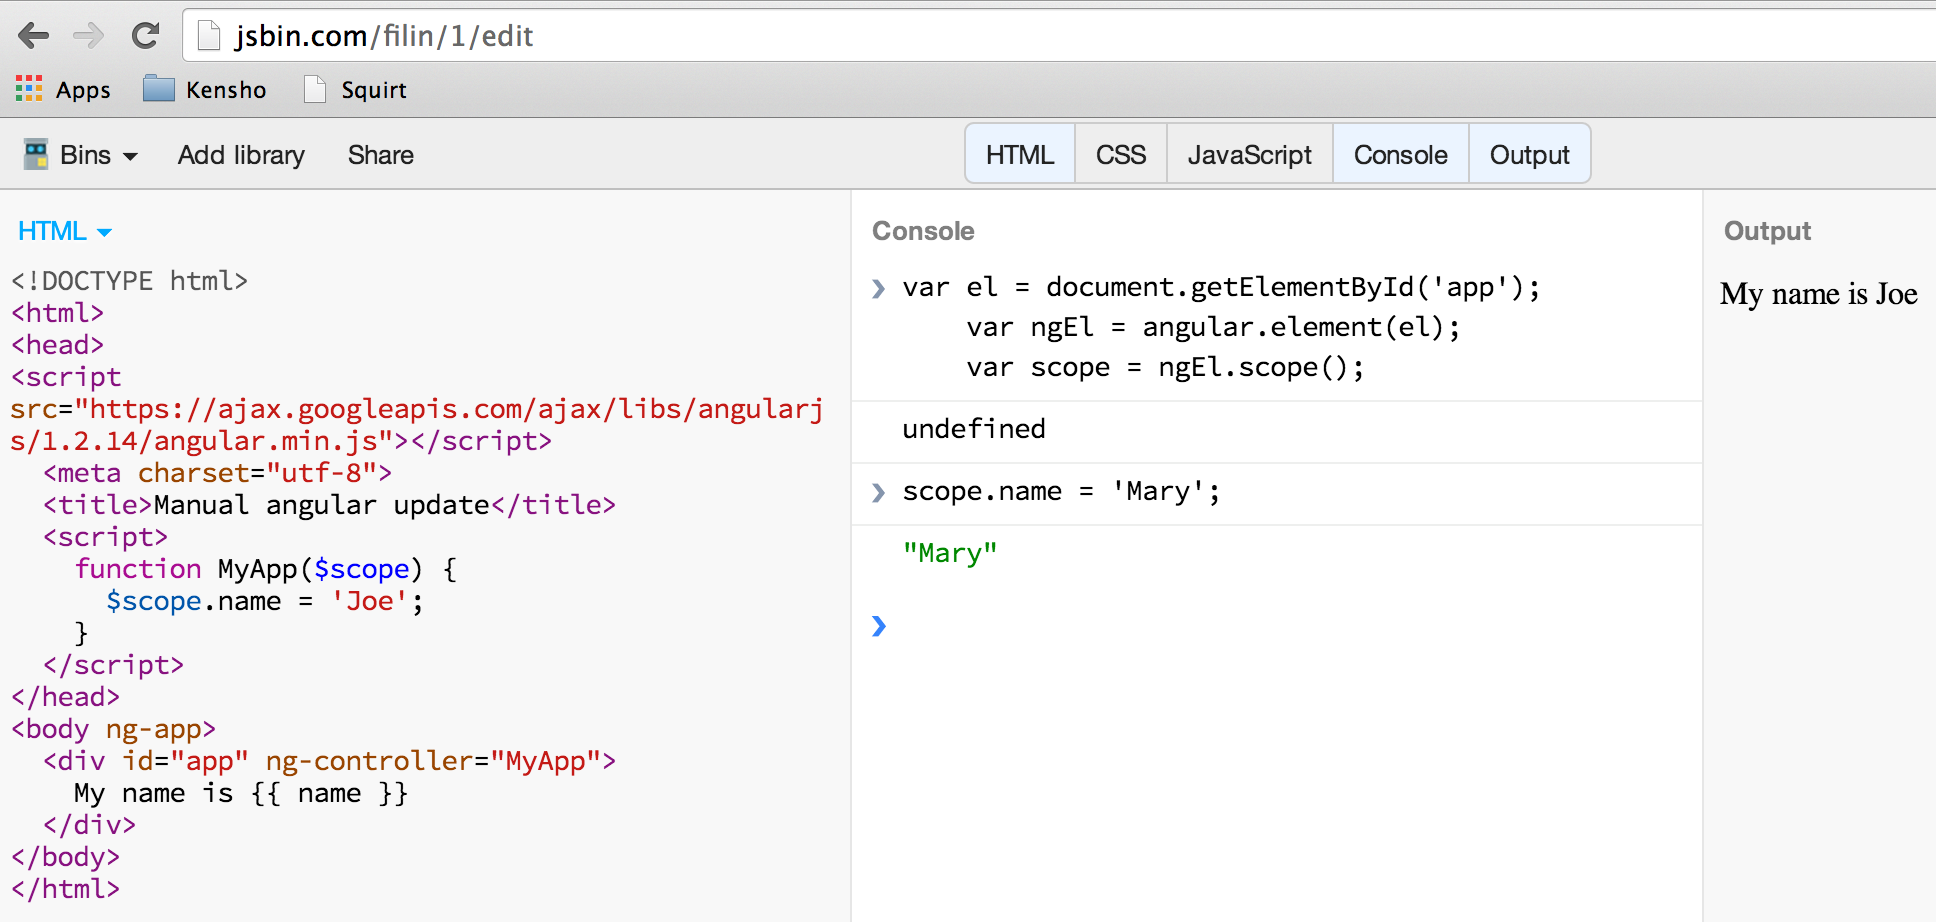 jsbin.com/filin/1/edit
Apps Kensho Squirt
Bins Add library Share HTML CSS JavaScript Console Output
HTML
<!DOCTYPE html>
<html>
<head>
<script
src="https://ajax.googleapis.com/ajax/libs/angularj
s/1.2.14/angular.min.js"></script>
<meta charset="utf-8">
<title>Manual angular update</title>
<script>
function MyApp($scope) {
$scope.name = 'Joe';
}
</script>
</head>
<body ng-app>
<div id="app" ng-controller="MyApp">
My name is {{ name }}
</div>
</body>
</html>
Console
var el = document.getElementById('app');
var ngEl = angular.element(el);
var scope = ngEl.scope();
undefined
scope.name = 'Mary';
"Mary"
Output
My name is Joe